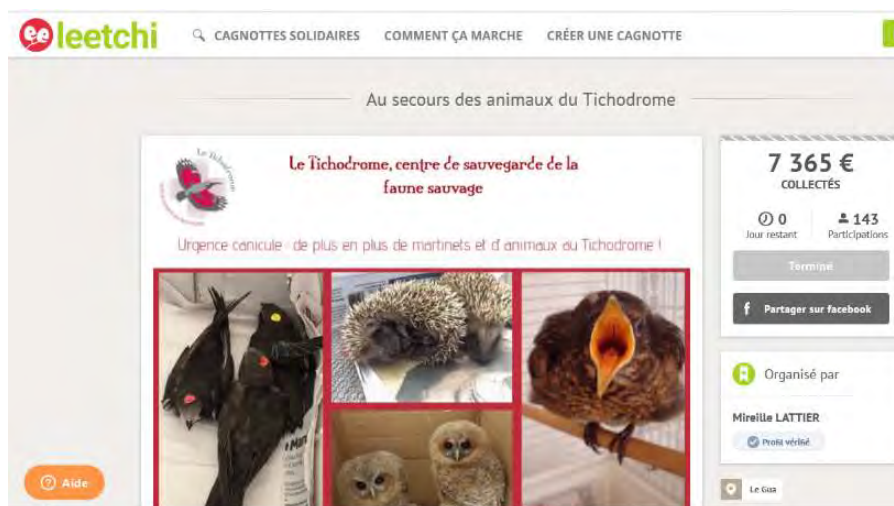 leetchi
CAGNOTTES SOLIDAIRES COMMENT ÇA MARCHE CRÉER UNE CAGNOTTE
Au secours des animaux du Tichodrome
Le Tichodrome
Le Tichodrome, centre de sauvegarde de la
faune sauvage
Urgence canicule : de plus en plus de martinets et d'animaux au Tichodrome !
7 365 €
COLLECTÉS
0
Jour restant
143
Participations
Terminé
f Partager sur facebook
Organisé par
Mireille LATTIER
Profil vérifié
Le Gua
Aide